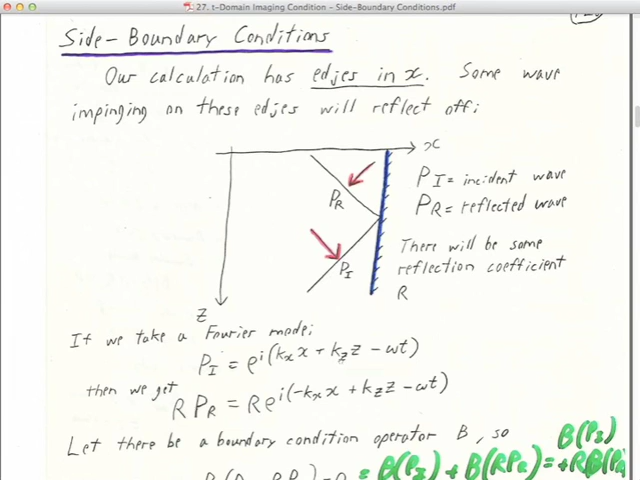 27. t-Domain Imaging Condition - Side-Boundary Conditions.pdf
Side-Boundary Conditions
Our calculation has edges in x. Some wave
impinging on these edges will reflect off:
x
P_I = incident wave
P_R
P_R = reflected wave
There will be some
P_I
reflection coefficient
R
z
If we take a Fourier mode:
P_I = e^i(k_x x + k_z z - ωt)
then we get
R P_R = R e^i(-k_x x + k_z z - ωt)
B(P_I)
Let there be a boundary condition operator B, so
= B(P_I) + B(RP_R) =